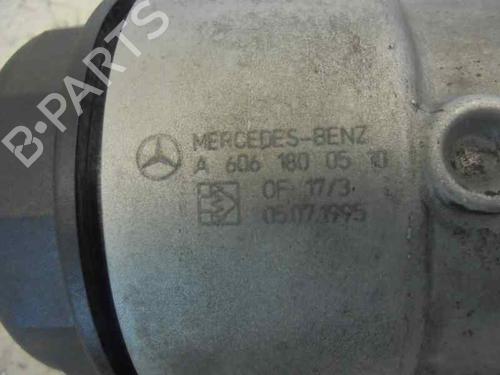 B-PARTS
MERCEDES-BENZ
A 606 180 05 10
OF 17/3
05.07.1995